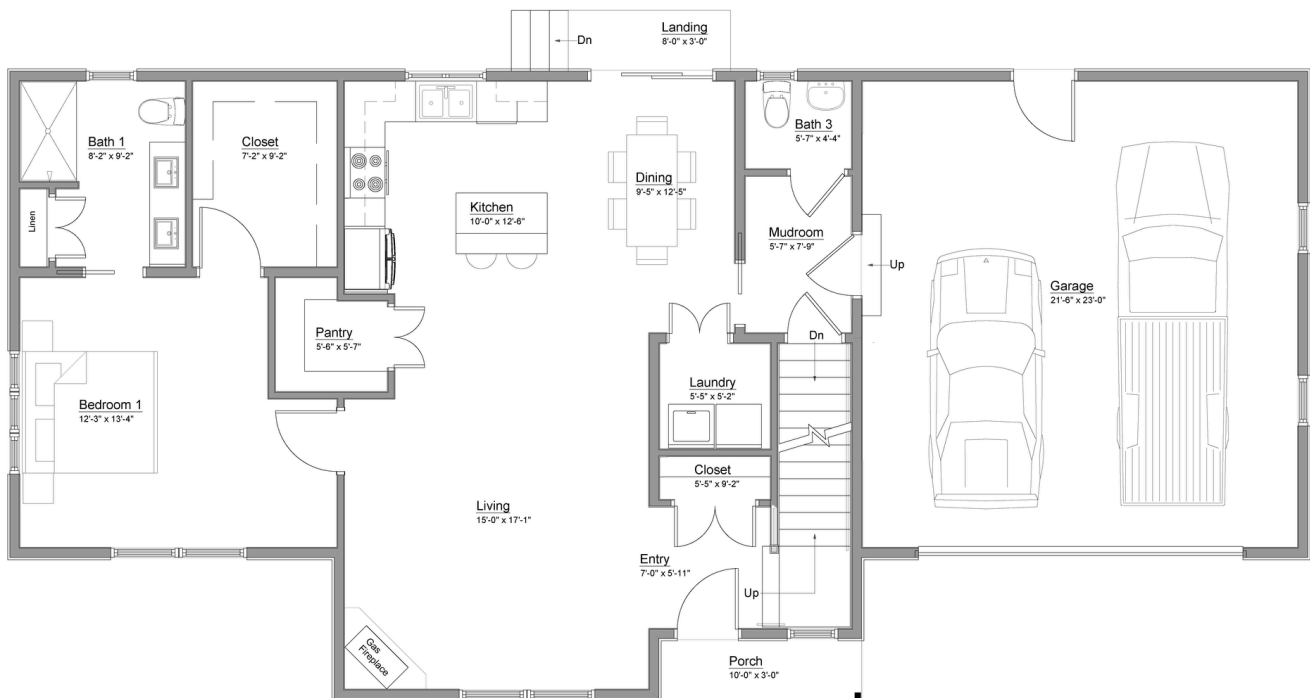 Landing
8'-0" x 3'-0"
Dn
Bath 1
8'-2" x 9'-2"
Closet
7'-2" x 9'-2"
Bath 3
5'-7" x 4'-4"
Dining
9'-5" x 12'-5"
Kitchen
10'-0" x 12'-6"
Linen
Mudroom
5'-7" x 7'-9"
Up
Garage
21'-6" x 23'-0"
Pantry
5'-6" x 5'-7"
Dn
Laundry
5'-5" x 5'-2"
Bedroom 1
12'-3" x 13'-4"
Closet
5'-5" x 9'-2"
Living
15'-0" x 17'-1"
Entry
7'-0" x 5'-11"
Up
Gas
Fireplace
Porch
10'-0" x 3'-0"